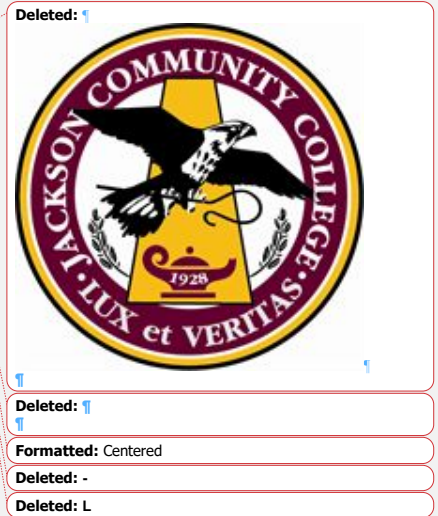 Deleted: ¶
JACKSON COMMUNITY COLLEGE
1928
• LUX et VERITAS •
¶
¶
Deleted: ¶
¶
Formatted: Centered
Deleted: -
Deleted: L